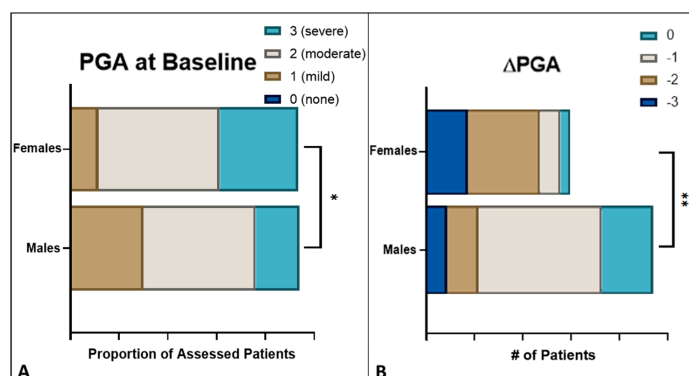 PGA at Baseline
3 (severe)
2 (moderate)
1 (mild)
0 (none)
Females
Males
*
Proportion of Assessed Patients
A
ΔPGA
0
-1
-2
-3
Females
Males
**
# of Patients
B